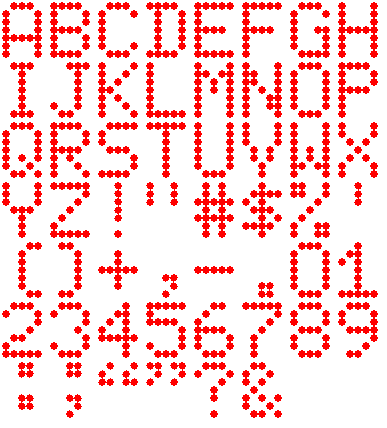 ABCDEFGH
IJKLMNOP
QRSTUVWX
YZ!"#$%'
()+,-.01
23456789
:;“”?&